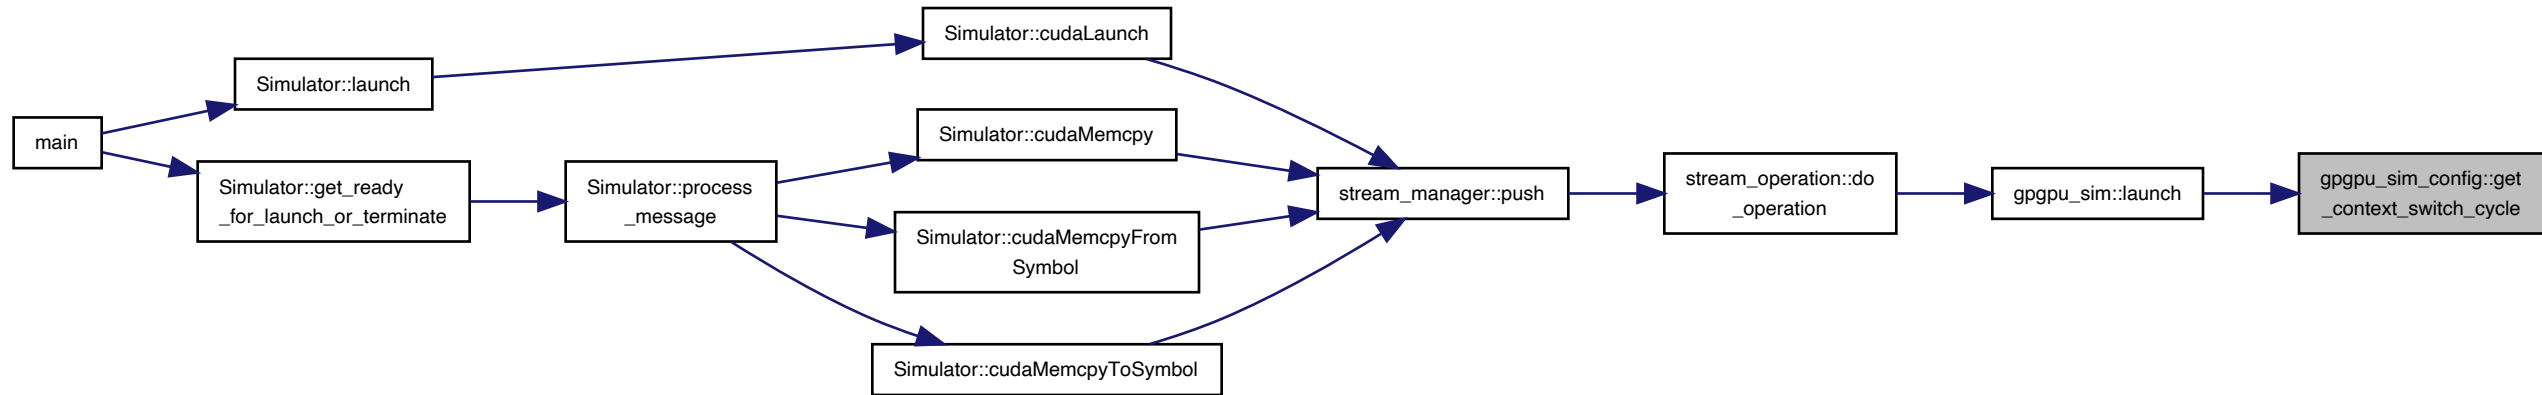 main
Simulator::launch
Simulator::get_ready
_for_launch_or_terminate
Simulator::process
_message
Simulator::cudaLaunch
Simulator::cudaMemcpy
Simulator::cudaMemcpyFrom
Symbol
Simulator::cudaMemcpyToSymbol
stream_manager::push
stream_operation::do
_operation
gpgpu_sim::launch
gpgpu_sim_config::get
_context_switch_cycle